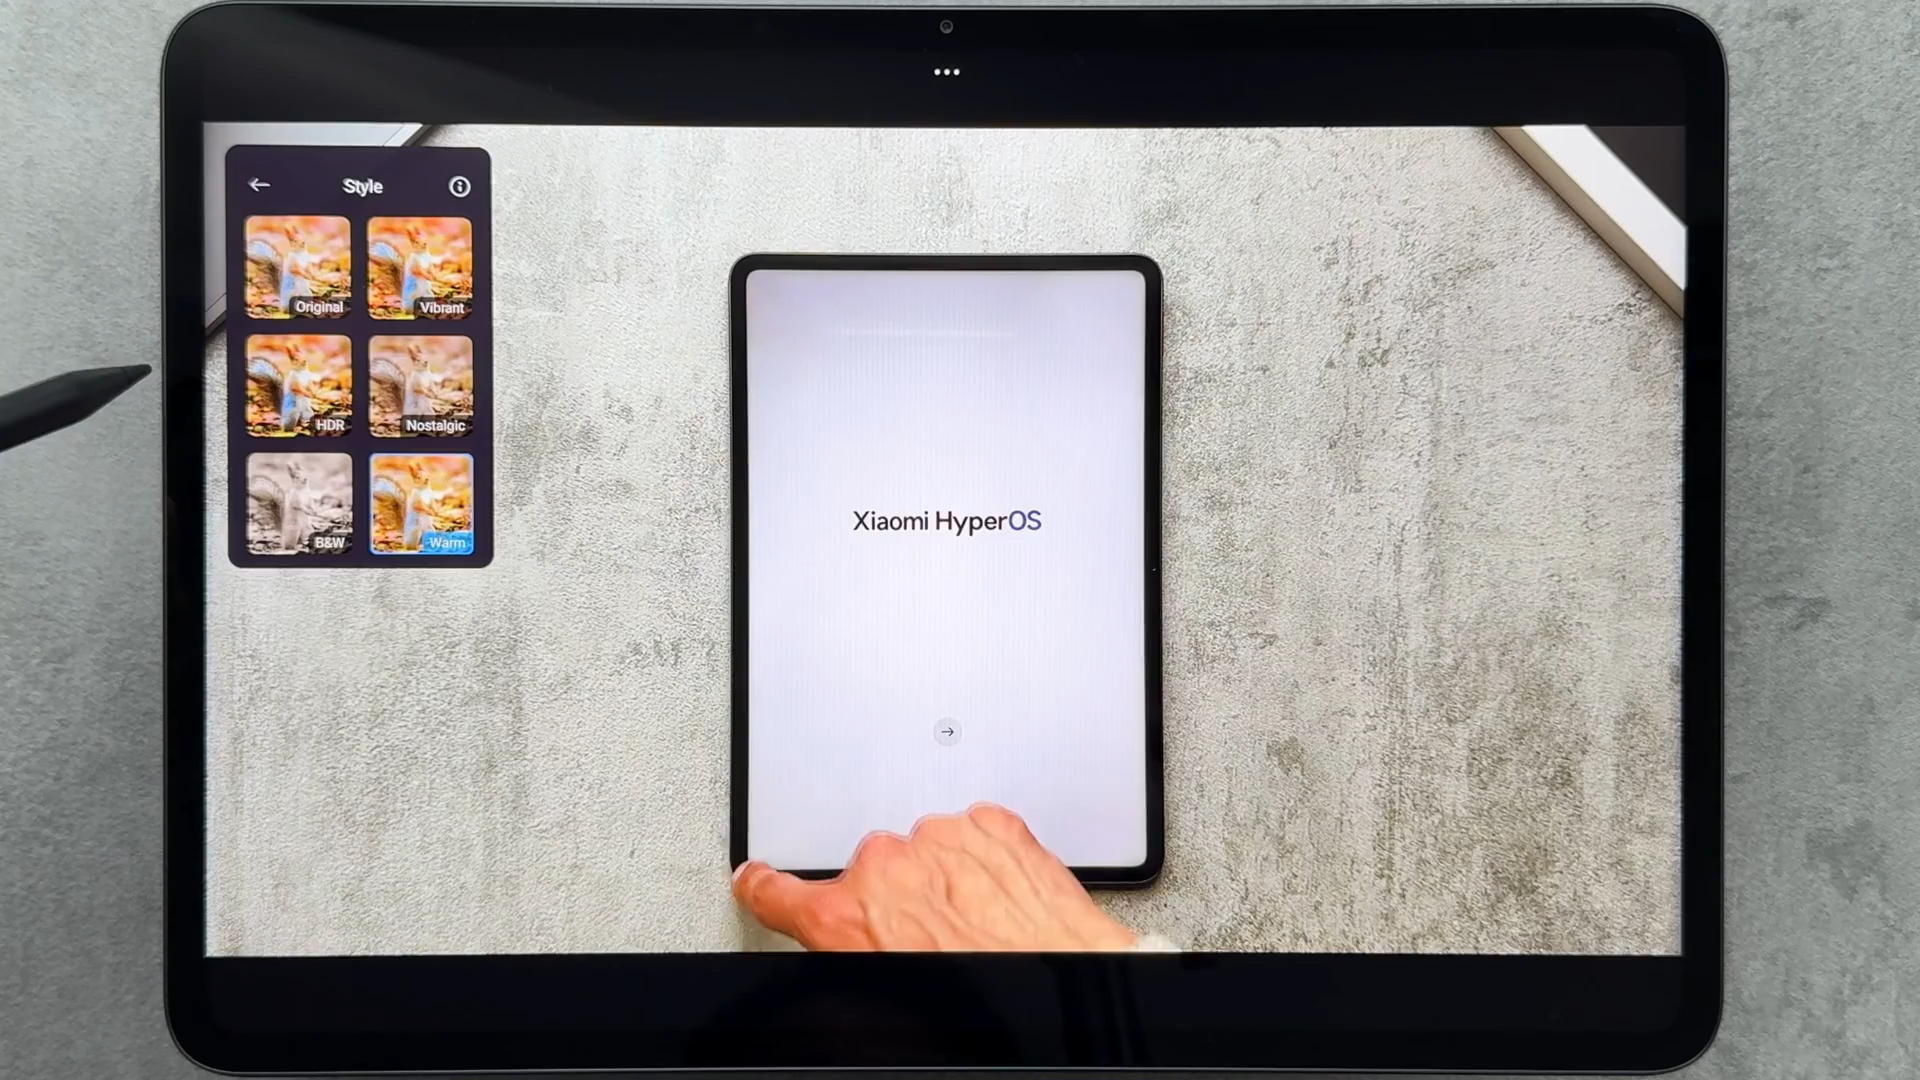 Style
Original
Vibrant
HDR
Nostalgic
B&W
Warm
Xiaomi HyperOS